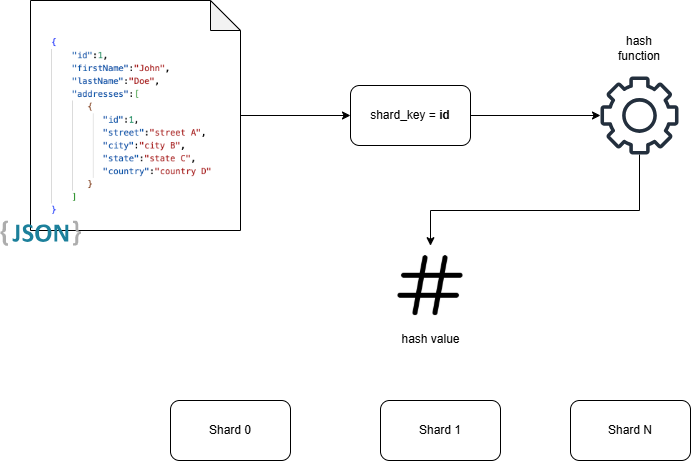 {
"id":1,
"firstName":"John",
"lastName":"Doe",
"addresses":[
{
"id":1,
"street":"street A",
"city":"city B",
"state":"state C",
"country":"country D"
}
]
}
{JSON}
shard_key = id
hash
function
#
hash value
Shard 0
Shard 1
Shard N